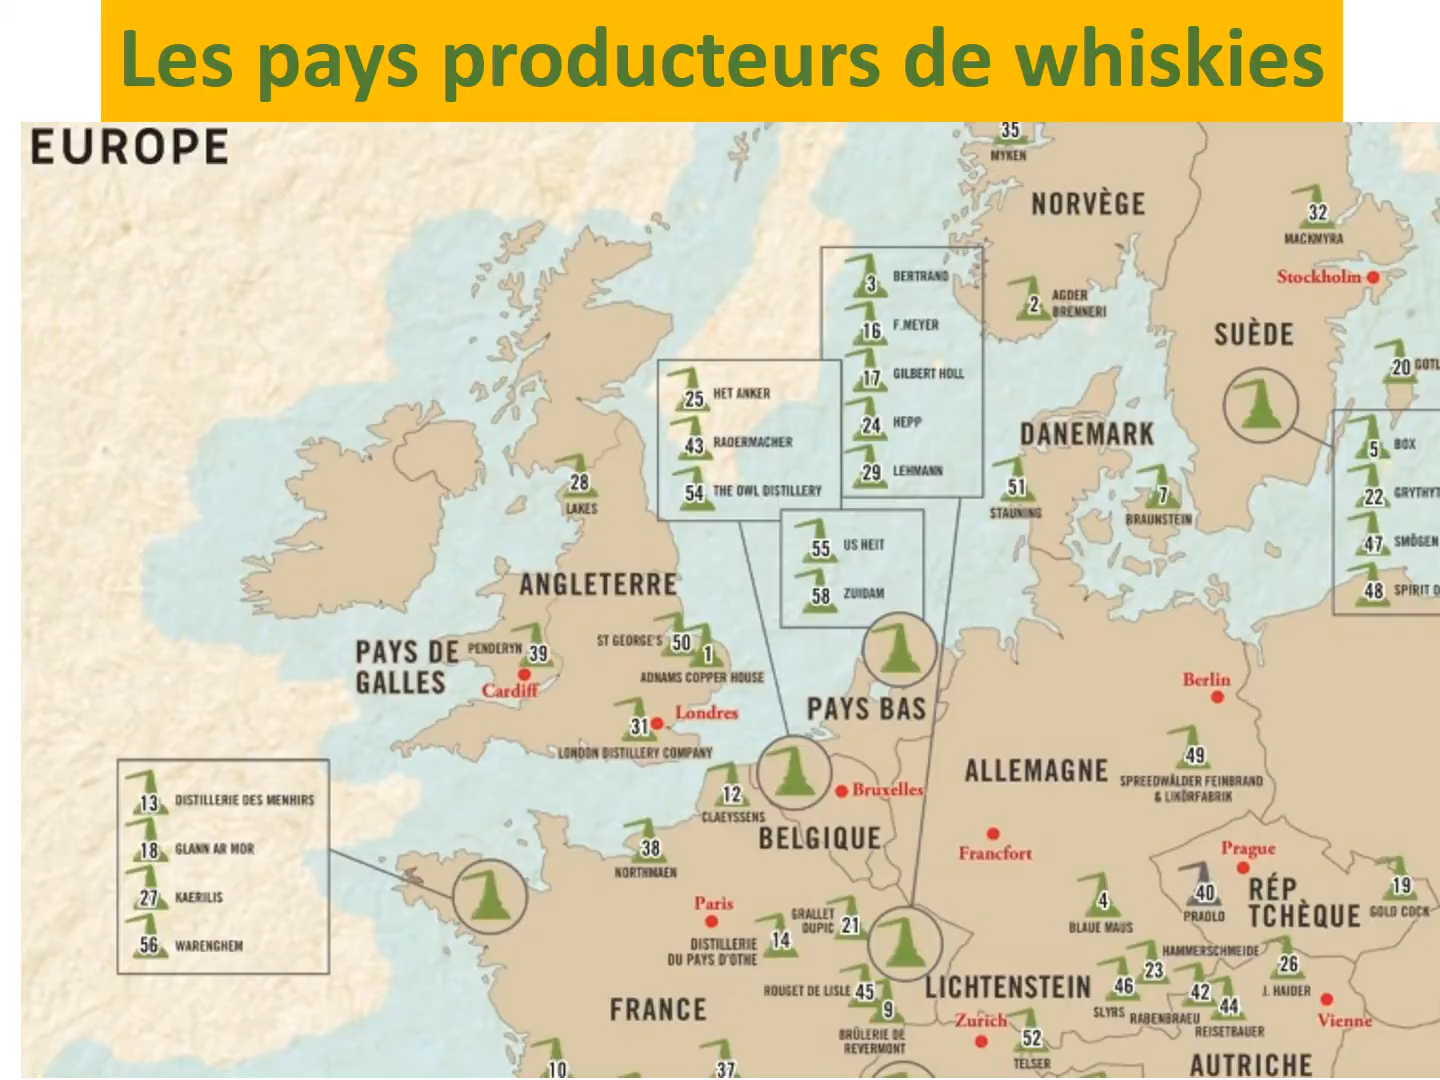 Les pays producteurs de whiskies
EUROPE
35
MYKEN
NORVÈGE
32
MACKMYRA
Stockholm
3 BERTRAND
16 F.MEYER
17 GILBERT HOLL
24 HEPP
29 LEHMANN
2 AGDER
BRENNERI
SUÈDE
20
25 HET ANKER
43 RADERMACHER
54 THE OWL DISTILLERY
DANEMARK
51
STAUNING
7
BRAUNSTEIN
5 BOX
22
47 SMÖGEN
48 SPIRIT
28
LAKES
55 US HEIT
58 ZUIDAM
ANGLETERRE
PAYS DE
GALLES
PENDERYN 39
Cardiff
ST GEORGE'S 50
1
ADNAMS COPPER HOUSE
31 Londres
LONDON DISTILLERY COMPANY
PAYS BAS
Berlin
49
SPREEDWÄLDER FEINBRAND
& LIKÖRFABRIK
ALLEMAGNE
13 DISTILLERIE DES MENHIRS
18 GLANN AR MOR
27 KAERILIS
56 WARENGHEM
12
CLAEYSSENS
Bruxelles
BELGIQUE
38
NORTHMAEN
Francfort
Prague
40
PRADLO
RÉP
TCHÈQUE
19
GOLD COCK
4
BLAUE MAUS
Paris
DISTILLERIE
DU PAYS D'OTHE
14
GRALLET
DUPIC
21
ROUGET DE LISLE 45
9
BRÛLERIE DE
REVERMONT
LICHTENSTEIN
HAMMERSCHMEIDE
23
46
SLYRS
42
RABENBRAEU
44
REISETBAUER
26
J. HAIDER
Vienne
FRANCE
Zurich
52
TELSER
AUTRICHE
10
37